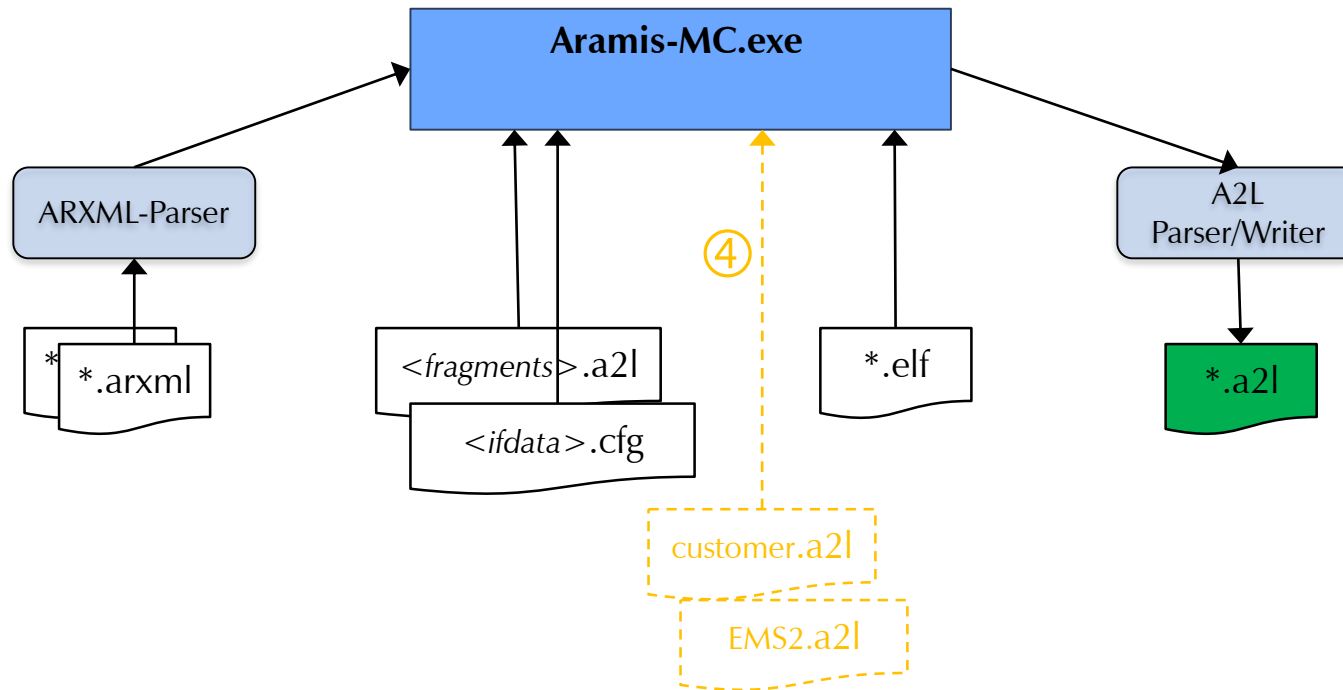 Aramis-MC.exe
ARXML-Parser
A2L
Parser/Writer
④
*
*.arxml
<fragments>.a2l
<ifdata>.cfg
*.elf
*.a2l
customer.a2l
EMS2.a2l